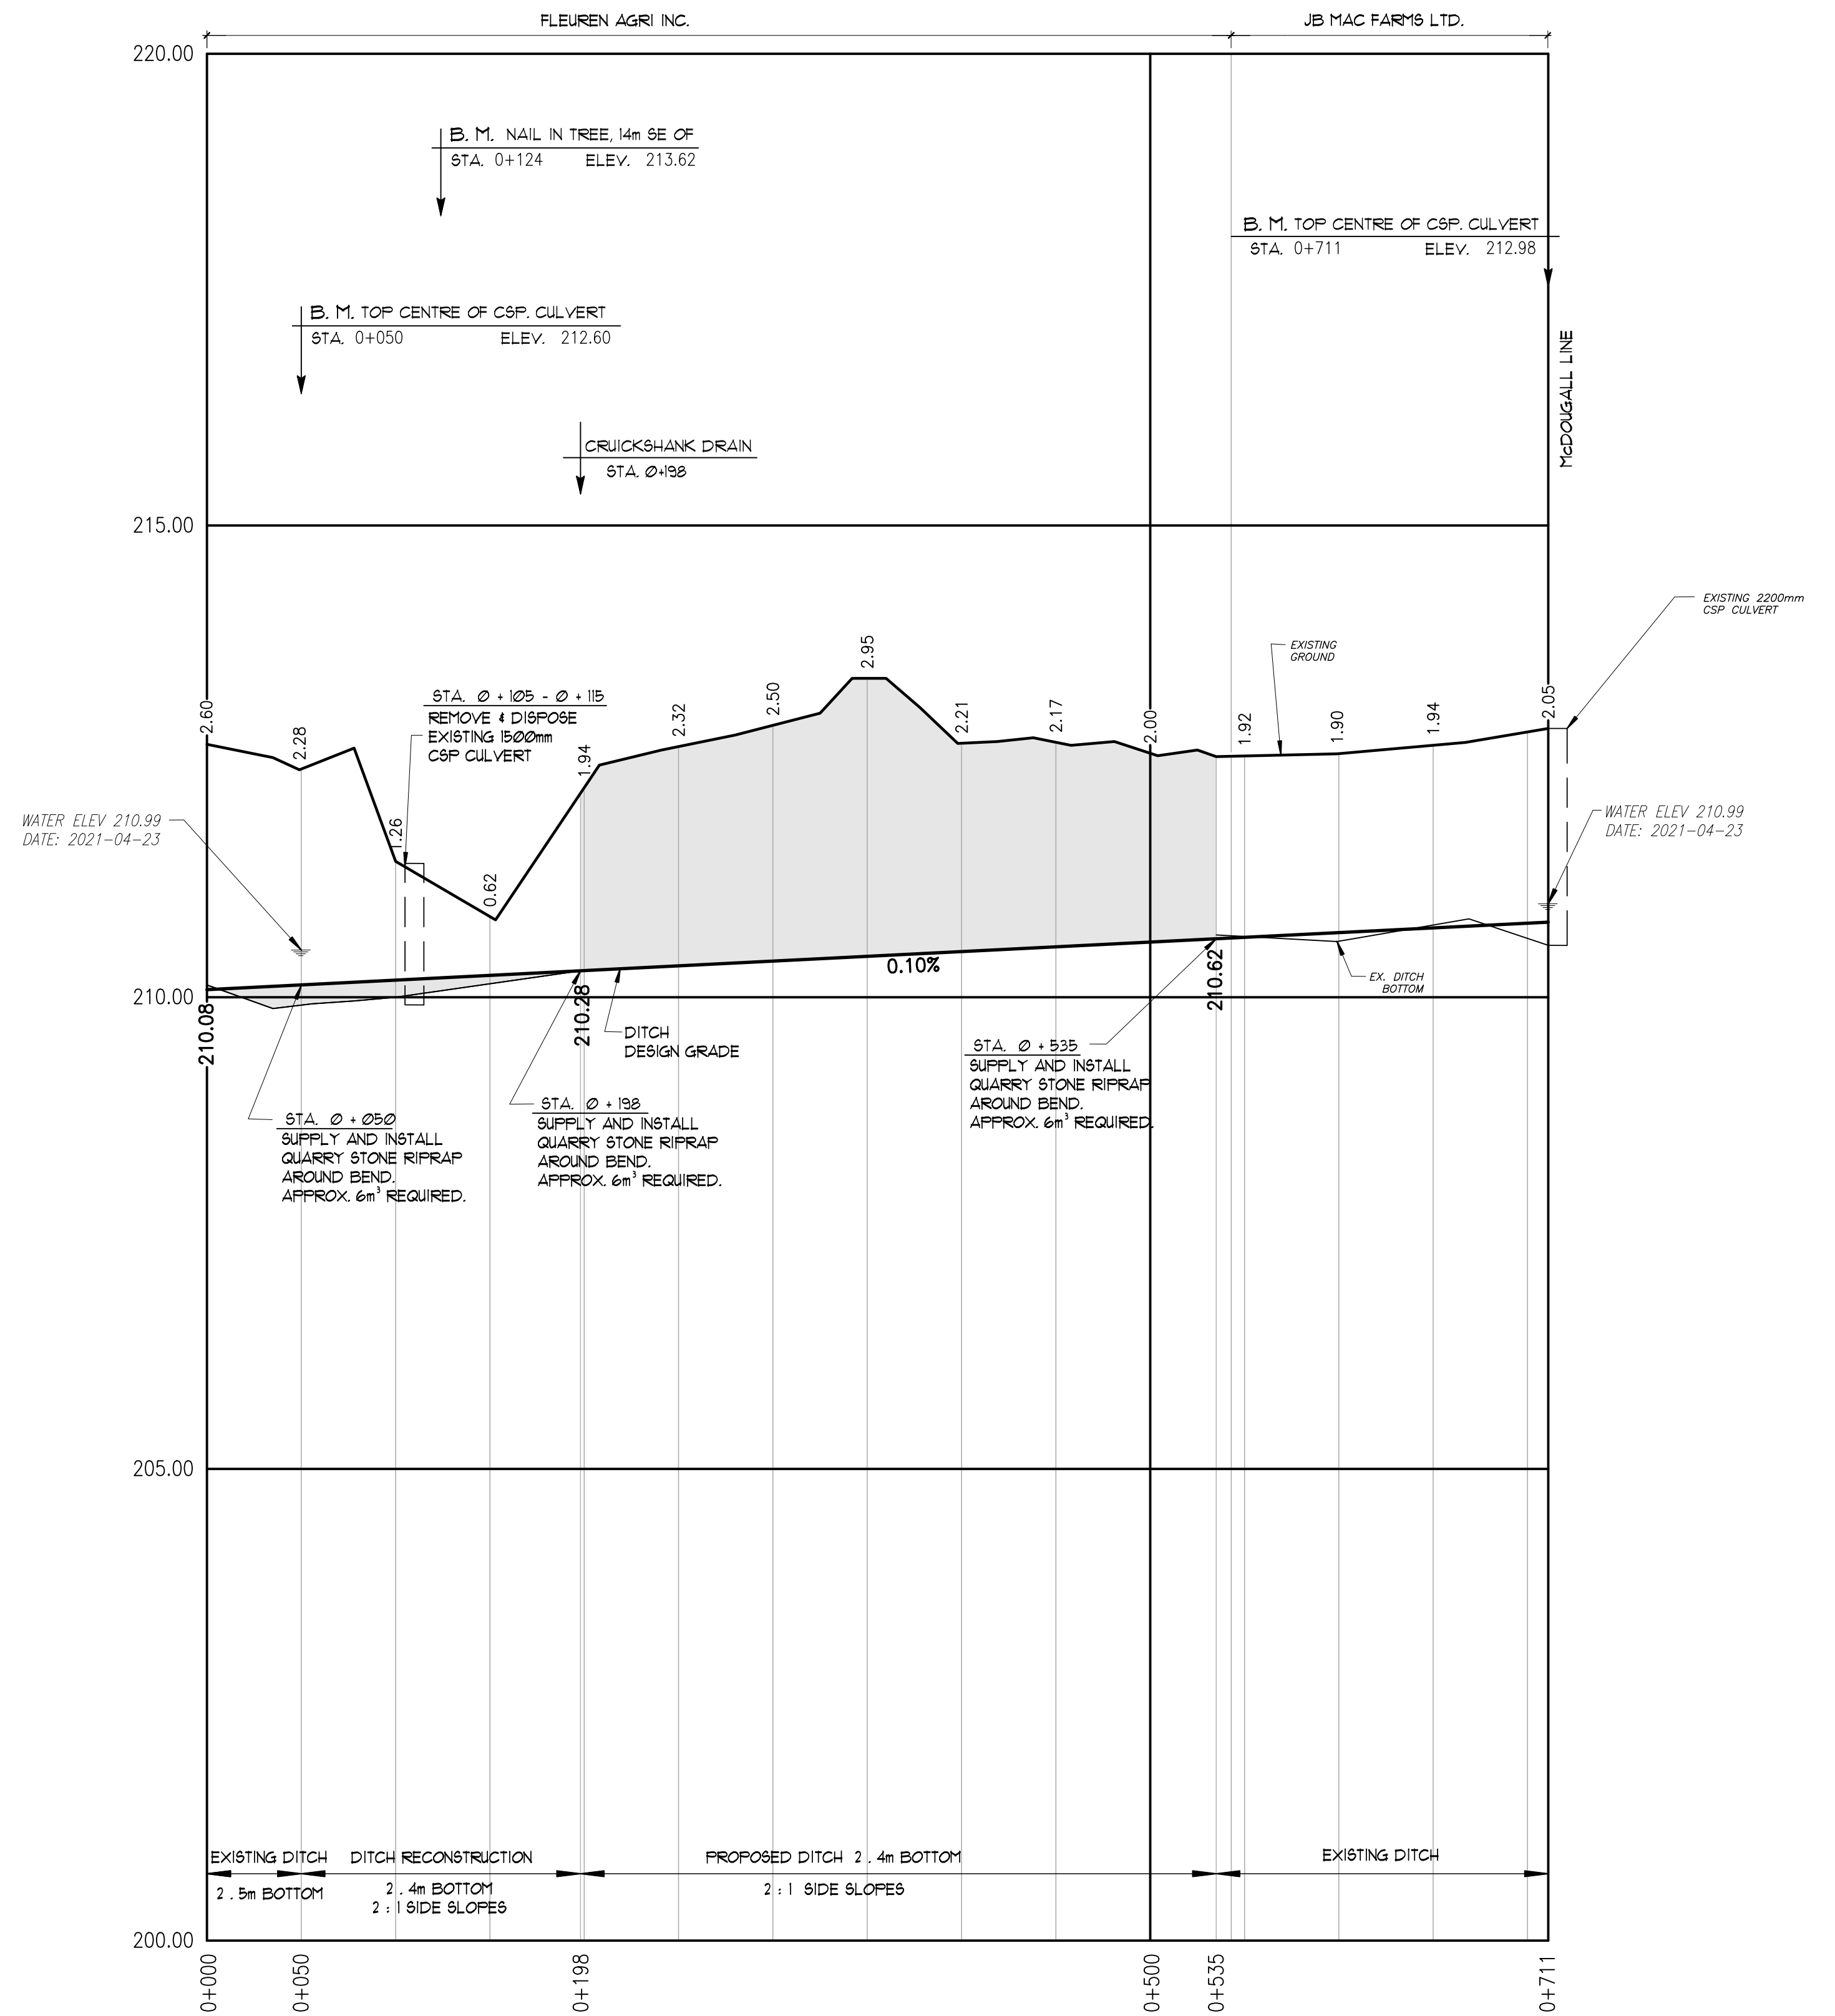 FLEUREN AGRI INC.
JB MAC FARMS LTD.
220.00
B. M. NAIL IN TREE, 14m SE OF
STA. 0+124 ELEV. 213.62
B. M. TOP CENTRE OF CSP. CULVERT
STA. 0+711 ELEV. 212.98
B. M. TOP CENTRE OF CSP. CULVERT
STA. 0+050 ELEV. 212.60
McDOUGALL LINE
CRUICKSHANK DRAIN
STA. Ø+198
215.00
EXISTING 2200mm
CSP CULVERT
EXISTING
GROUND
STA. Ø + 1Ø5 - Ø + 115
REMOVE & DISPOSE
EXISTING 15ØØmm
CSP CULVERT
2.60
2.28
1.26
0.62
1.94
2.32
2.50
2.95
2.21
2.17
2.00
1.92
1.90
1.94
2.05
WATER ELEV 210.99
DATE: 2021-04-23
WATER ELEV 210.99
DATE: 2021-04-23
0.10%
EX. DITCH
BOTTOM
210.00
210.08
210.28
210.62
DITCH
DESIGN GRADE
STA. Ø + Ø5Ø
SUPPLY AND INSTALL
QUARRY STONE RIPRAP
AROUND BEND.
APPROX. 6m³ REQUIRED.
STA. Ø + 198
SUPPLY AND INSTALL
QUARRY STONE RIPRAP
AROUND BEND.
APPROX. 6m³ REQUIRED.
STA. Ø + 535
SUPPLY AND INSTALL
QUARRY STONE RIPRAP
AROUND BEND.
APPROX. 6m³ REQUIRED.
205.00
EXISTING DITCH
2 . 5m BOTTOM
DITCH RECONSTRUCTION
2 . 4m BOTTOM
2 : 1 SIDE SLOPES
PROPOSED DITCH 2 . 4m BOTTOM
2 : 1 SIDE SLOPES
EXISTING DITCH
200.00
0+000
0+050
0+198
0+500
0+535
0+711